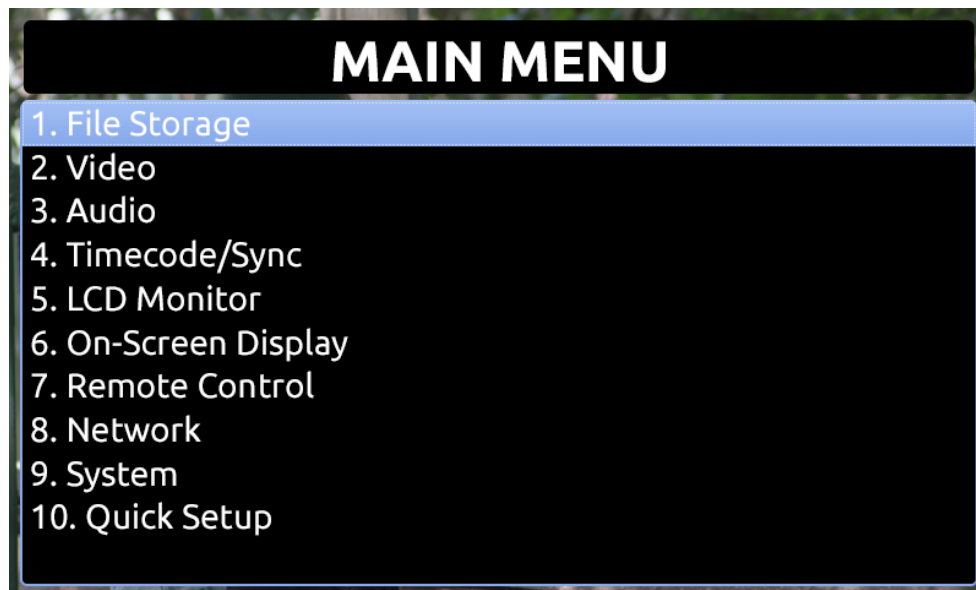 MAIN MENU
1. File Storage
2. Video
3. Audio
4. Timecode/Sync
5. LCD Monitor
6. On-Screen Display
7. Remote Control
8. Network
9. System
10. Quick Setup